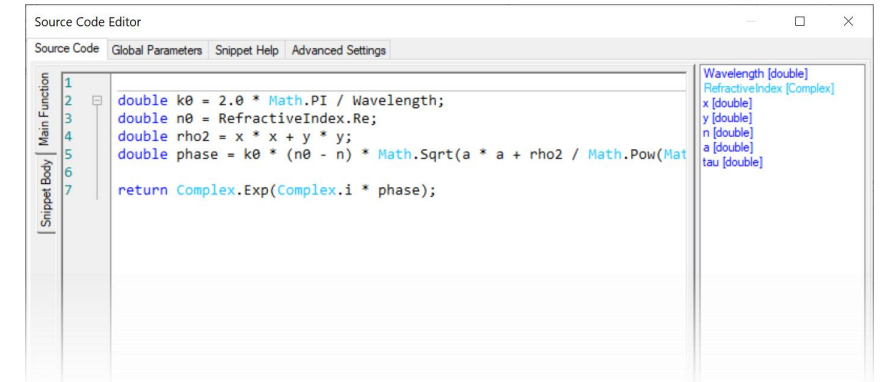 Source Code Editor
Source Code Global Parameters Snippet Help Advanced Settings
Main Function
Snippet Body
1
2 double k0 = 2.0 * Math.PI / Wavelength;
3 double n0 = RefractiveIndex.Re;
4 double rho2 = x * x + y * y;
5 double phase = k0 * (n0 - n) * Math.Sqrt(a * a + rho2 / Math.Pow(Mat
6
7 return Complex.Exp(Complex.i * phase);
Wavelength [double]
RefractiveIndex [Complex]
x [double]
y [double]
n [double]
a [double]
tau [double]